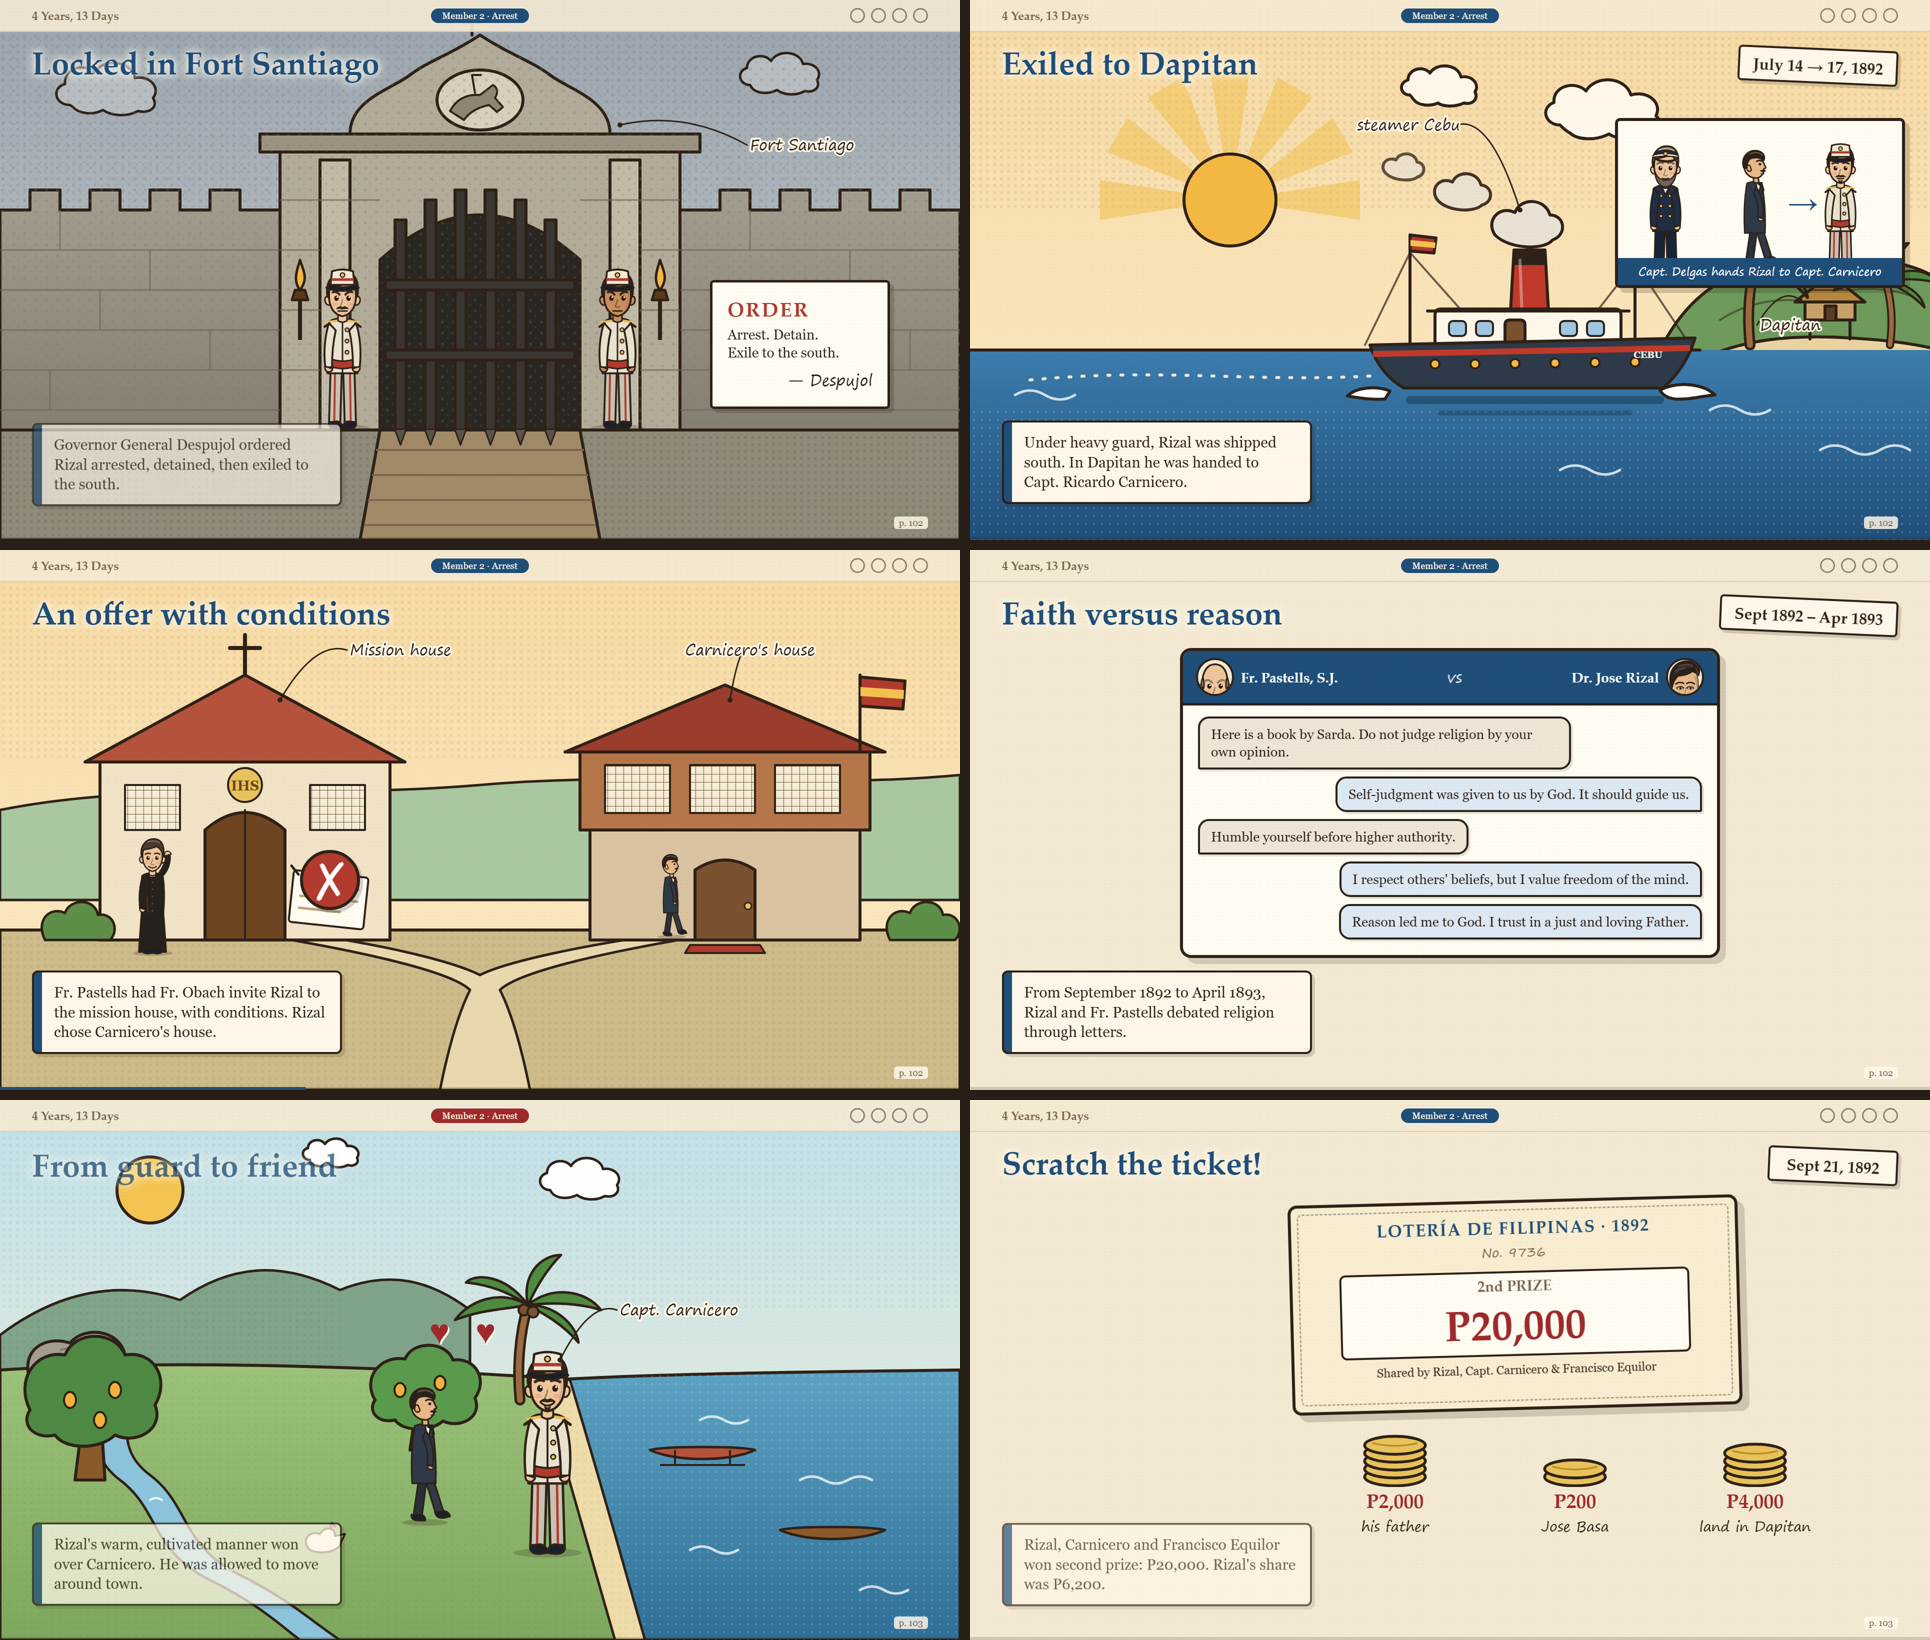 4 Years, 13 Days
Member 2 · Arrest
Locked in Fort Santiago
Fort Santiago
ORDER
Arrest. Detain.
Exile to the south.
— Despujol
Governor General Despujol ordered
Rizal arrested, detained, then exiled to
the south.
p. 102
4 Years, 13 Days
Member 2 · Arrest
Exiled to Dapitan
July 14 → 17, 1892
steamer Cebu
→
Capt. Delgas hands Rizal to Capt. Carnicero
Dapitan
CEBU
Under heavy guard, Rizal was shipped
south. In Dapitan he was handed to
Capt. Ricardo Carnicero.
p. 102
4 Years, 13 Days
Member 2 · Arrest
An offer with conditions
Mission house
Carnicero's house
IHS
X
Fr. Pastells had Fr. Obach invite Rizal to
the mission house, with conditions. Rizal
chose Carnicero's house.
p. 102
4 Years, 13 Days
Member 2 · Arrest
Faith versus reason
Sept 1892 – Apr 1893
Fr. Pastells, S.J.
vs
Dr. Jose Rizal
Here is a book by Sarda. Do not judge religion by your
own opinion.
Self-judgment was given to us by God. It should guide us.
Humble yourself before higher authority.
I respect others' beliefs, but I value freedom of the mind.
Reason led me to God. I trust in a just and loving Father.
From September 1892 to April 1893,
Rizal and Fr. Pastells debated religion
through letters.
p. 102
4 Years, 13 Days
Member 2 · Arrest
From guard to friend
Capt. Carnicero
Rizal's warm, cultivated manner won
over Carnicero. He was allowed to move
around town.
p. 103
4 Years, 13 Days
Member 2 · Arrest
Scratch the ticket!
Sept 21, 1892
LOTERÍA DE FILIPINAS · 1892
No. 9736
2nd PRIZE
P20,000
Shared by Rizal, Capt. Carnicero & Francisco Equilor
P2,000
his father
P200
Jose Basa
P4,000
land in Dapitan
Rizal, Carnicero and Francisco Equilor
won second prize: P20,000. Rizal's share
was P6,200.
p. 103